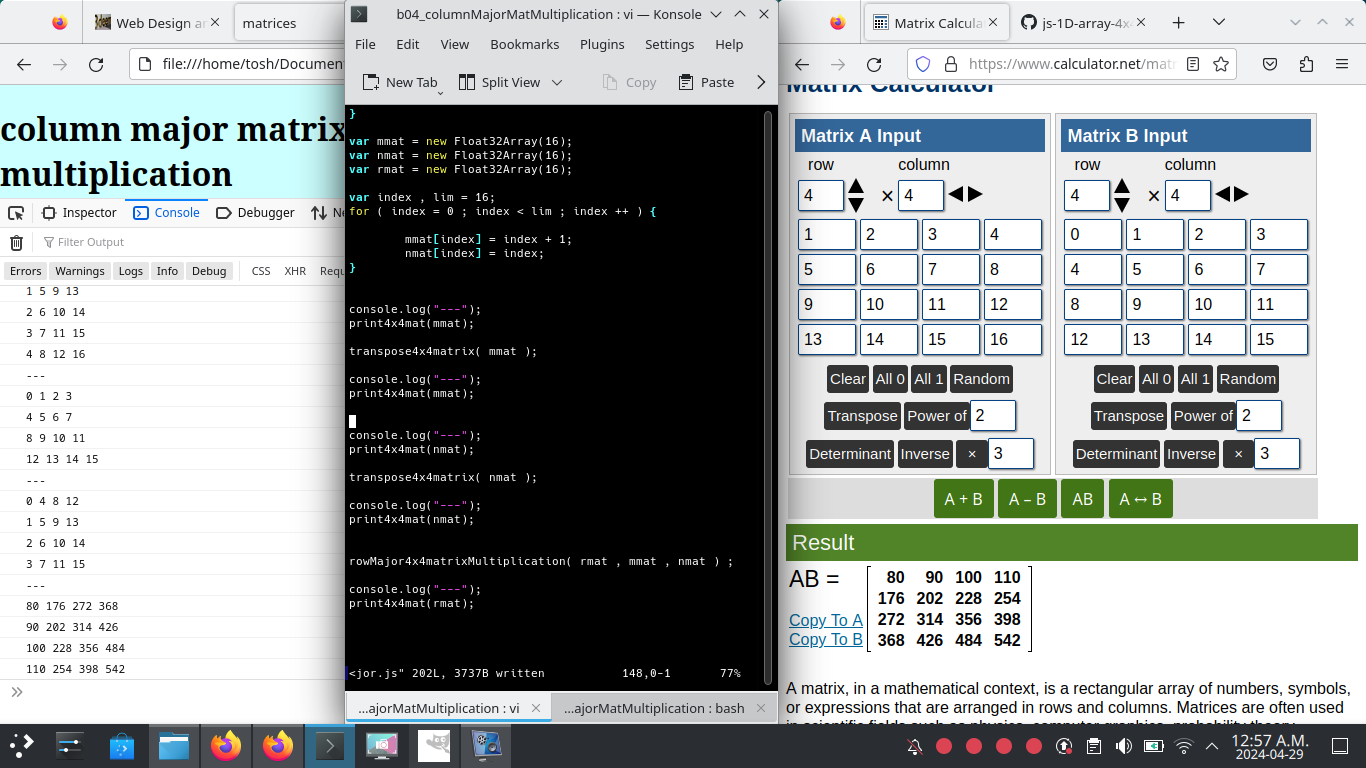 Web Design a
matrices
file:///home/tosh/Documen
column major matrix
multiplication
Inspector
Console
Debugger
Filter Output
Errors Warnings Logs Info Debug CSS XHR Requ
1 5 9 13
2 6 10 14
3 7 11 15
4 8 12 16
---
0 1 2 3
4 5 6 7
8 9 10 11
12 13 14 15
---
0 4 8 12
1 5 9 13
2 6 10 14
3 7 11 15
---
80 176 272 368
90 202 314 426
100 228 356 484
110 254 398 542
b04_columnMajorMatMultiplication : vi — Konsole
File Edit View Bookmarks Plugins Settings Help
New Tab Split View Copy Paste
}
var mmat = new Float32Array(16);
var nmat = new Float32Array(16);
var rmat = new Float32Array(16);
var index , lim = 16;
for ( index = 0 ; index < lim ; index ++ ) {
mmat[index] = index + 1;
nmat[index] = index;
}
console.log("---");
print4x4mat(mmat);
transpose4x4matrix( mmat );
console.log("---");
print4x4mat(mmat);
console.log("---");
print4x4mat(nmat);
transpose4x4matrix( nmat );
console.log("---");
print4x4mat(nmat);
rowMajor4x4matrixMultiplication( rmat , mmat , nmat ) ;
console.log("---");
print4x4mat(rmat);
<jor.js" 202L, 3737B written 148,0-1 77%
...ajorMatMultiplication : vi
...ajorMatMultiplication : bash
Matrix Calcula
js-1D-array-4x
https://www.calculator.net/mat
Matrix Calculator
Matrix A Input
row column
4 × 4
1 2 3 4
5 6 7 8
9 10 11 12
13 14 15 16
Clear All 0 All 1 Random
Transpose Power of 2
Determinant Inverse × 3
Matrix B Input
row column
4 × 4
0 1 2 3
4 5 6 7
8 9 10 11
12 13 14 15
Clear All 0 All 1 Random
Transpose Power of 2
Determinant Inverse × 3
A + B A – B AB A ↔ B
Result
AB =
80 90 100 110
176 202 228 254
272 314 356 398
368 426 484 542
Copy To A
Copy To B
A matrix, in a mathematical context, is a rectangular array of numbers, symbols,
or expressions that are arranged in rows and columns. Matrices are often used
in scientific fields such as physics, computer graphics, probability theory,
12:57 A.M.
2024-04-29